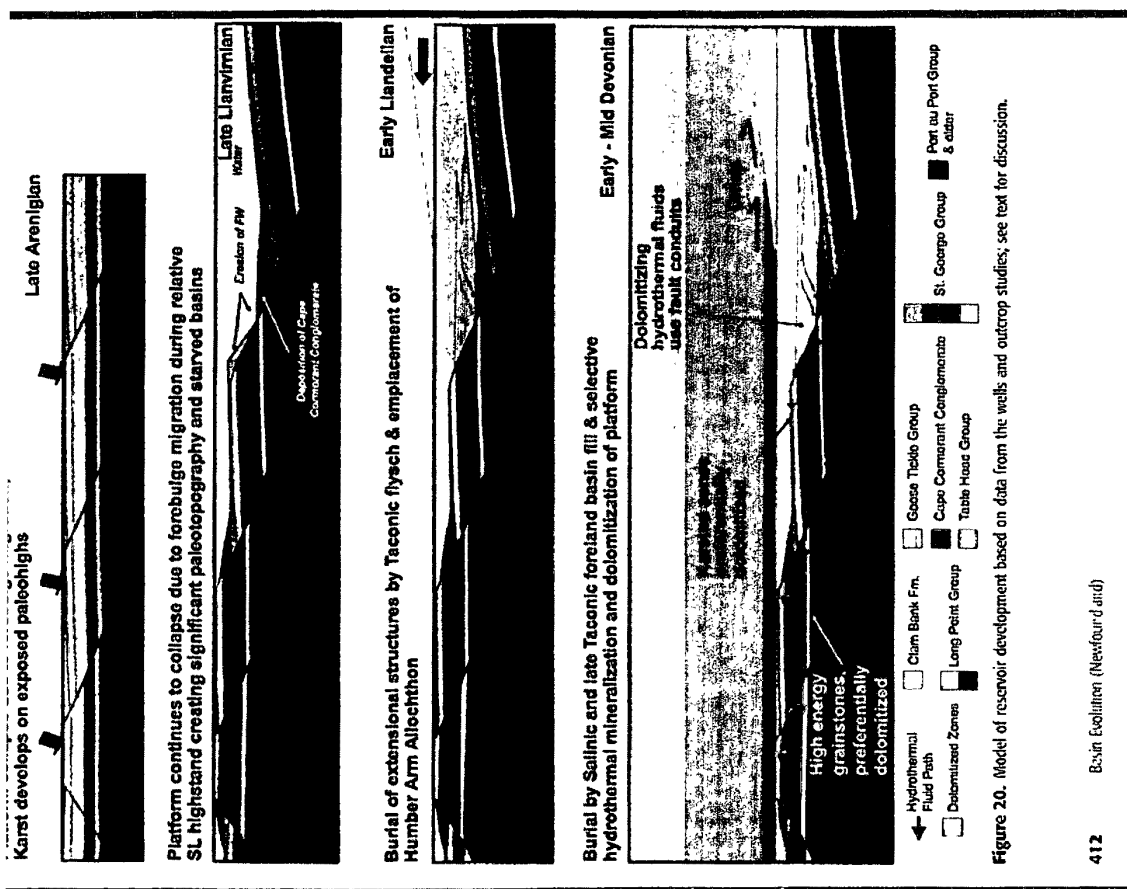 Karst develops on exposed paleohighs
Late Arenigian
Platform continues to collapse due to forebulge migration during relative
SL highstand creating significant paleotopography and starved basins
Late Llanvirnian
Water
Erosion of FW
Deposition of Cape
Cormorant Conglomerate
Burial of extensional structures by Taconic flysch & emplacement of
Humber Arm Allochthon
Early Llandeilan
Burial by Salinic and late Taconic foreland basin fill & selective
hydrothermal mineralization and dolomitization of platform
Early - Mid Devonian
Dolomitizing
hydrothermal fluids
use fault conduits
preferentially
dolomitized
High energy
grainstones,
preferentially
dolomitized
Hydrothermal
Fluid Path
Dolomitized Zones
Clam Bank Fm.
Long Point Group
Goose Tickle Group
Cape Cormorant Conglomerate
Table Head Group
St. George Group
Port au Port Group
& older
Figure 20. Model of reservoir development based on data from the wells and outcrop studies; see text for discussion.
412 Basin Evolution (Newfoundland)